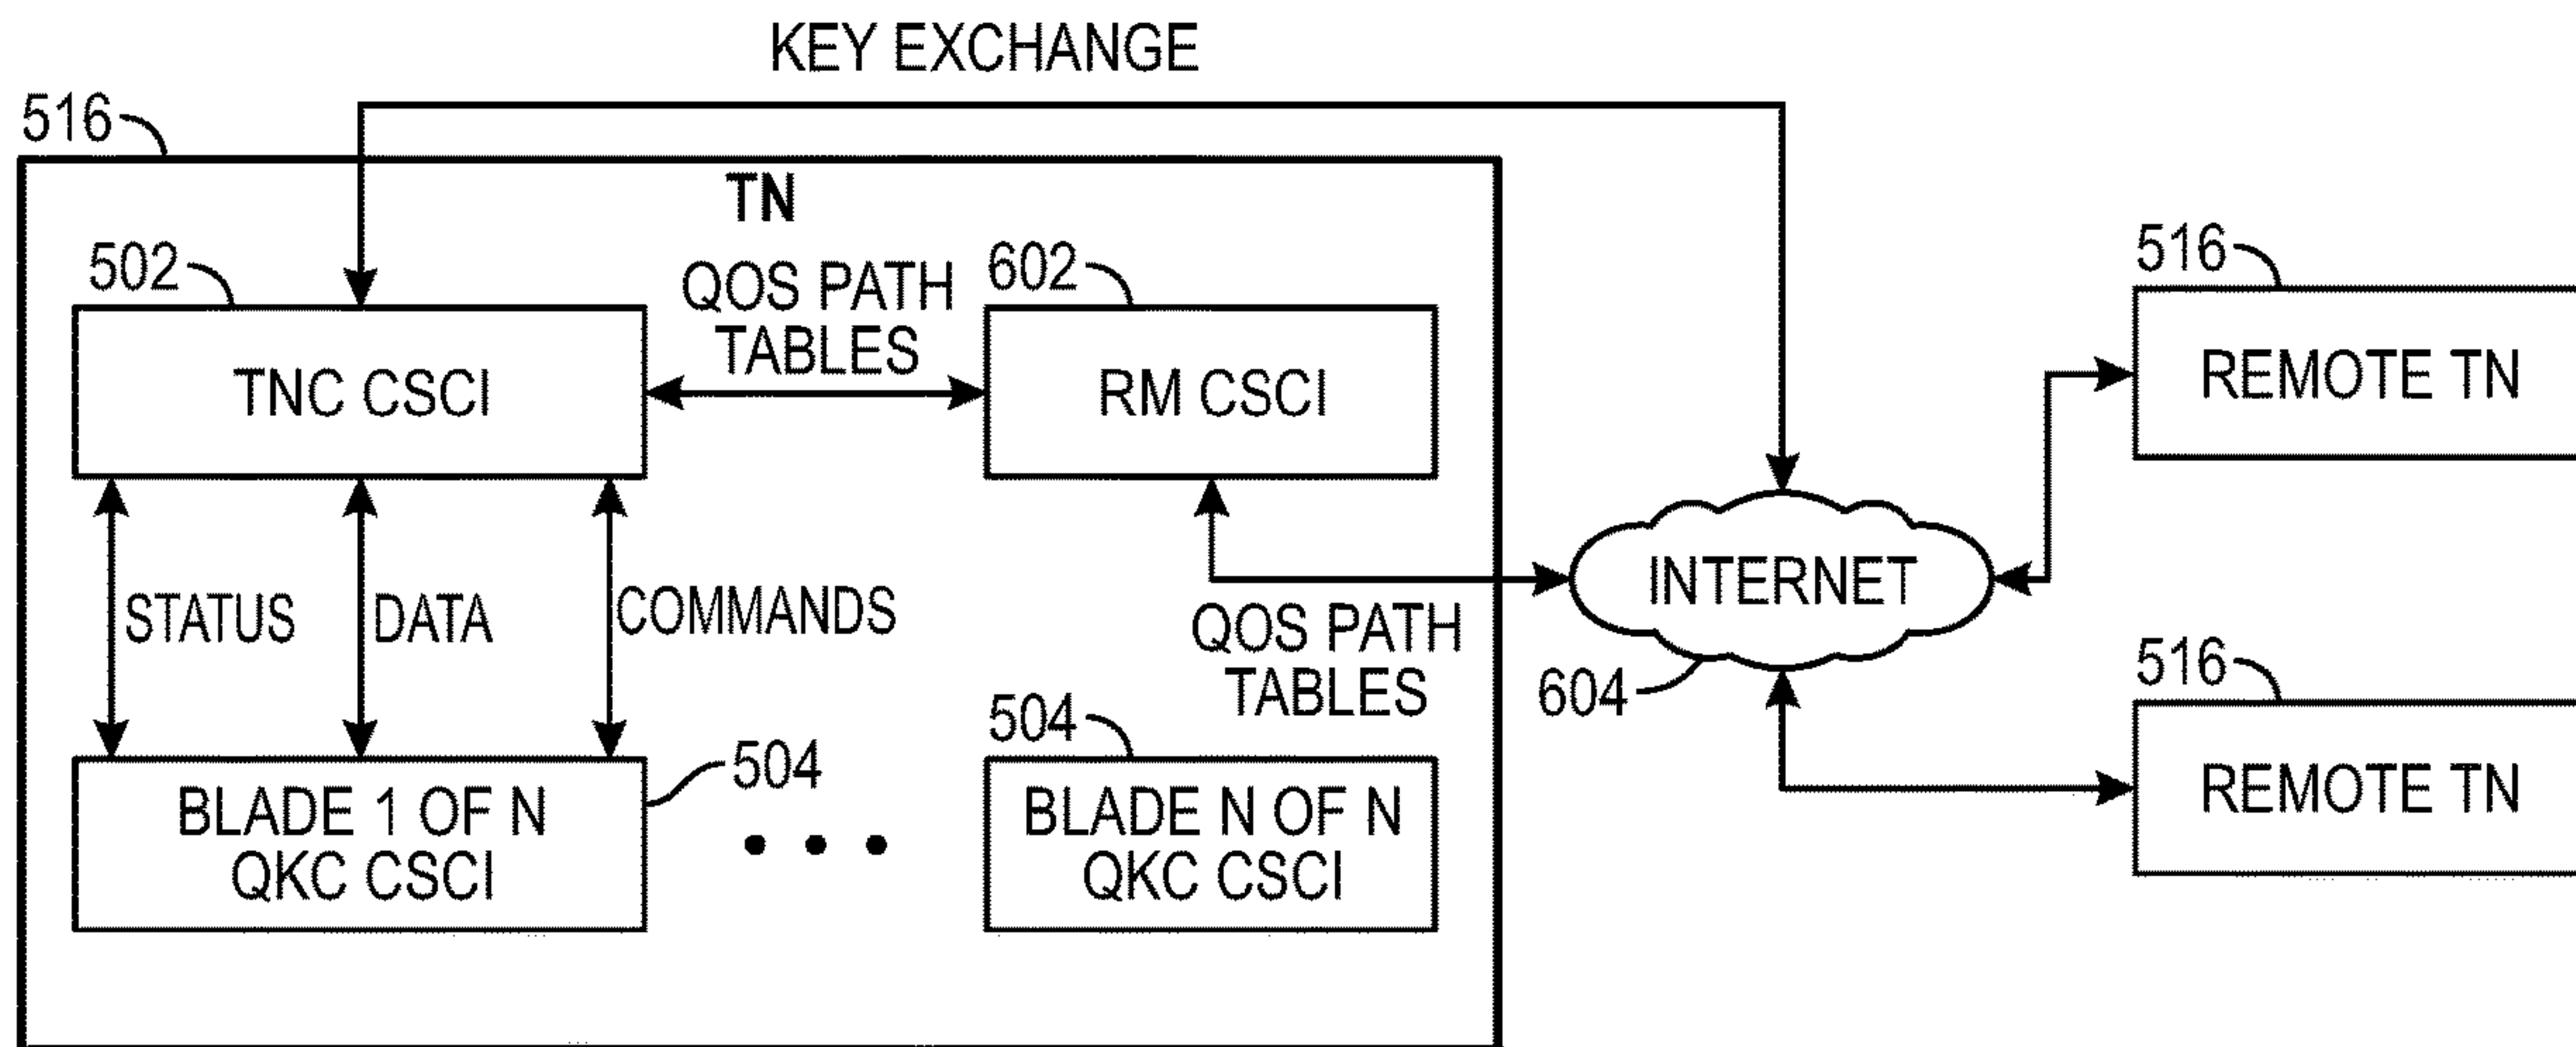 KEY EXCHANGE
516
TN
502
QOS PATH
TABLES
602
TNC CSCI
RM CSCI
516
REMOTE TN
STATUS
DATA
COMMANDS
INTERNET
QOS PATH
TABLES
604
516
REMOTE TN
504
504
BLADE 1 OF N
QKC CSCI
• • •
BLADE N OF N
QKC CSCI